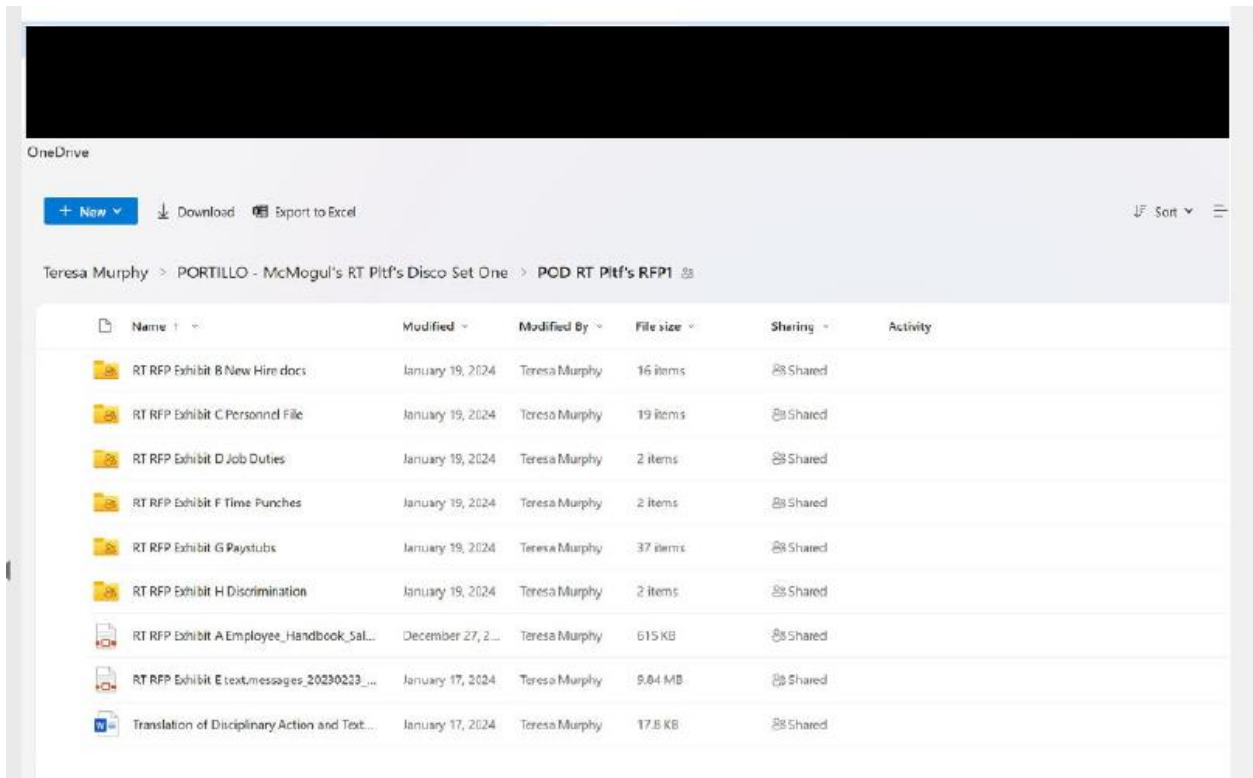 OneDrive
+ New Download Export to Excel Sort
Teresa Murphy > PORTILLO - McMogul's RT Pltf's Disco Set One > POD RT Pltf's RFP1
Name Modified Modified By File size Sharing Activity
RT RFP Exhibit B New Hire docs January 19, 2024 Teresa Murphy 16 items Shared
RT RFP Exhibit C Personnel File January 19, 2024 Teresa Murphy 19 items Shared
RT RFP Exhibit D Job Duties January 19, 2024 Teresa Murphy 2 items Shared
RT RFP Exhibit F Time Punches January 19, 2024 Teresa Murphy 2 items Shared
RT RFP Exhibit G Paystubs January 19, 2024 Teresa Murphy 37 items Shared
RT RFP Exhibit H Discrimination January 19, 2024 Teresa Murphy 2 items Shared
RT RFP Exhibit A Employee_Handbook_Sal... December 27, 2... Teresa Murphy 615 KB Shared
RT RFP Exhibit E text.messages_20230223_... January 17, 2024 Teresa Murphy 9.84 MB Shared
Translation of Disciplinary Action and Text... January 17, 2024 Teresa Murphy 17.8 KB Shared